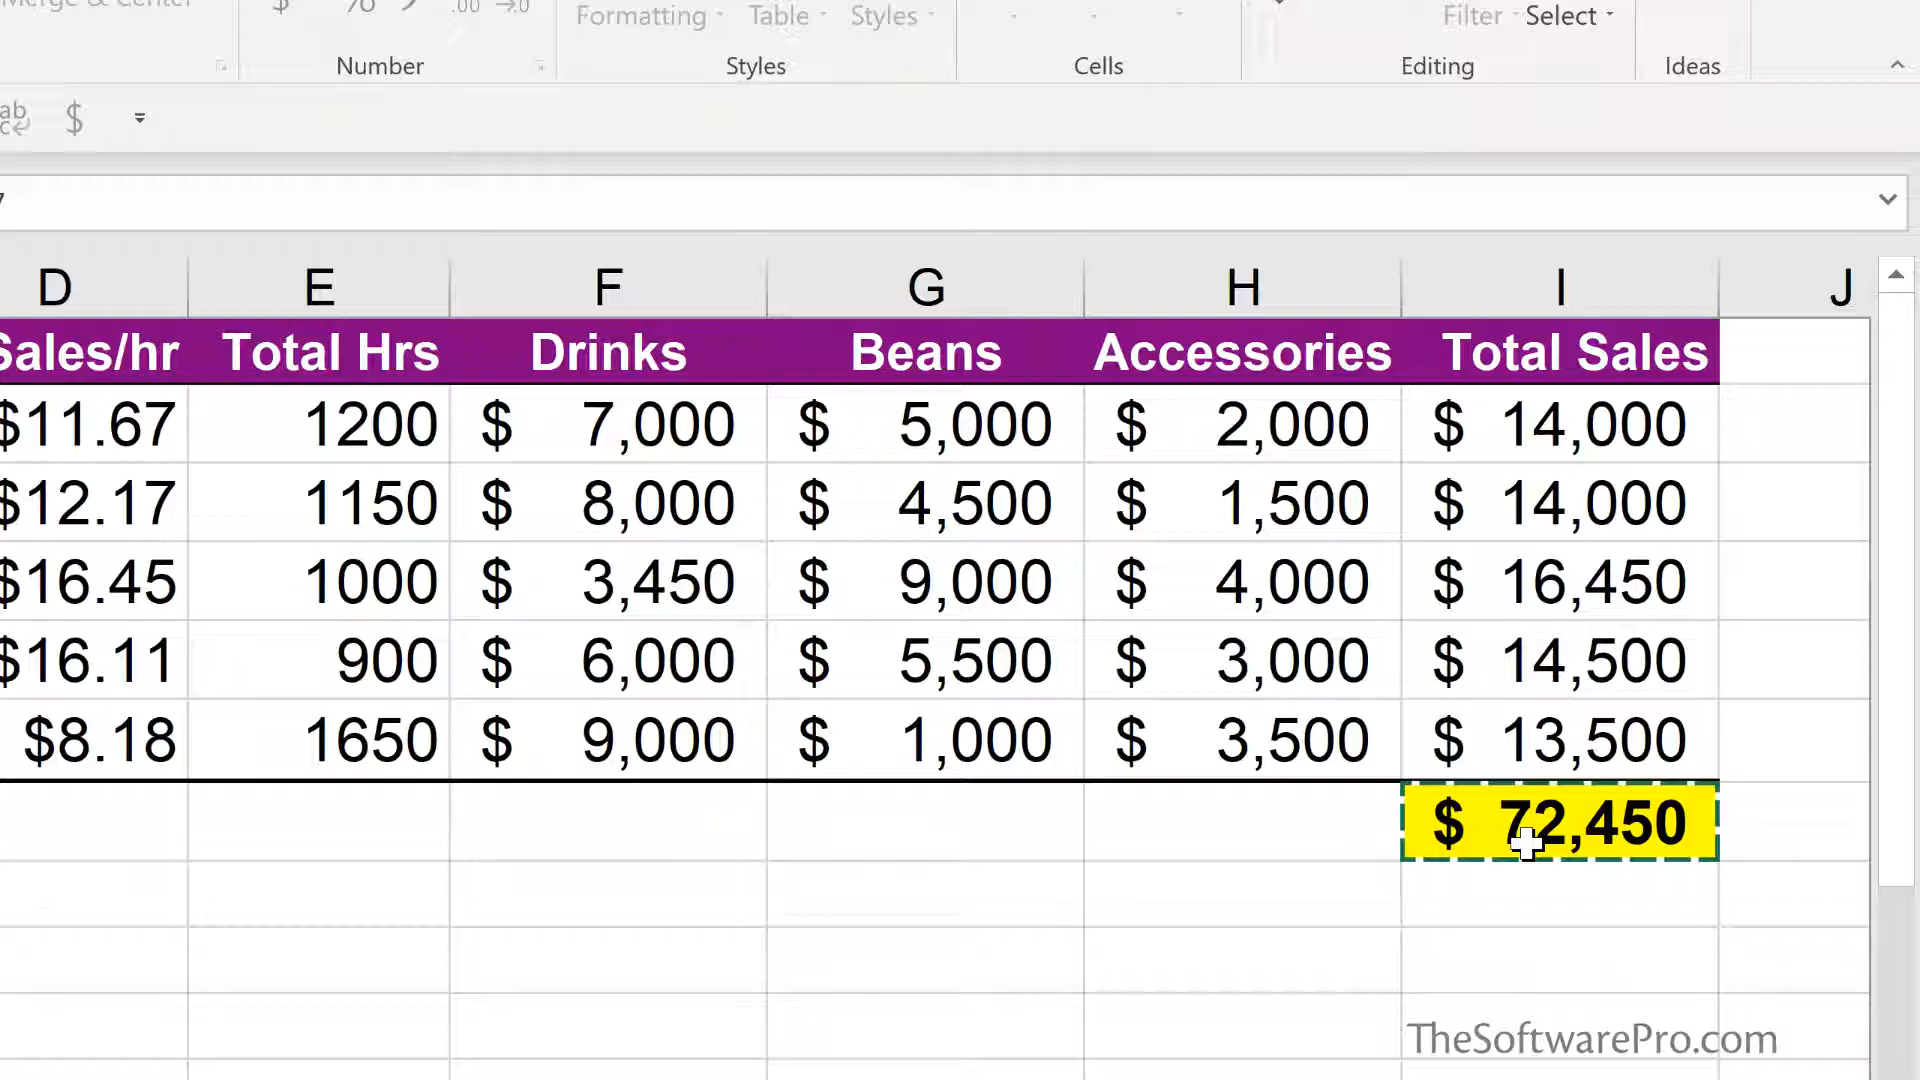 Merge & Center $ % .00 →.0
Formatting Table Styles Filter Select
Number Styles Cells Editing Ideas
ab $
D E F G H I J
Sales/hr Total Hrs Drinks Beans Accessories Total Sales
$11.67 1200 $ 7,000 $ 5,000 $ 2,000 $ 14,000
$12.17 1150 $ 8,000 $ 4,500 $ 1,500 $ 14,000
$16.45 1000 $ 3,450 $ 9,000 $ 4,000 $ 16,450
$16.11 900 $ 6,000 $ 5,500 $ 3,000 $ 14,500
$8.18 1650 $ 9,000 $ 1,000 $ 3,500 $ 13,500
$ 72,450
TheSoftwarePro.com